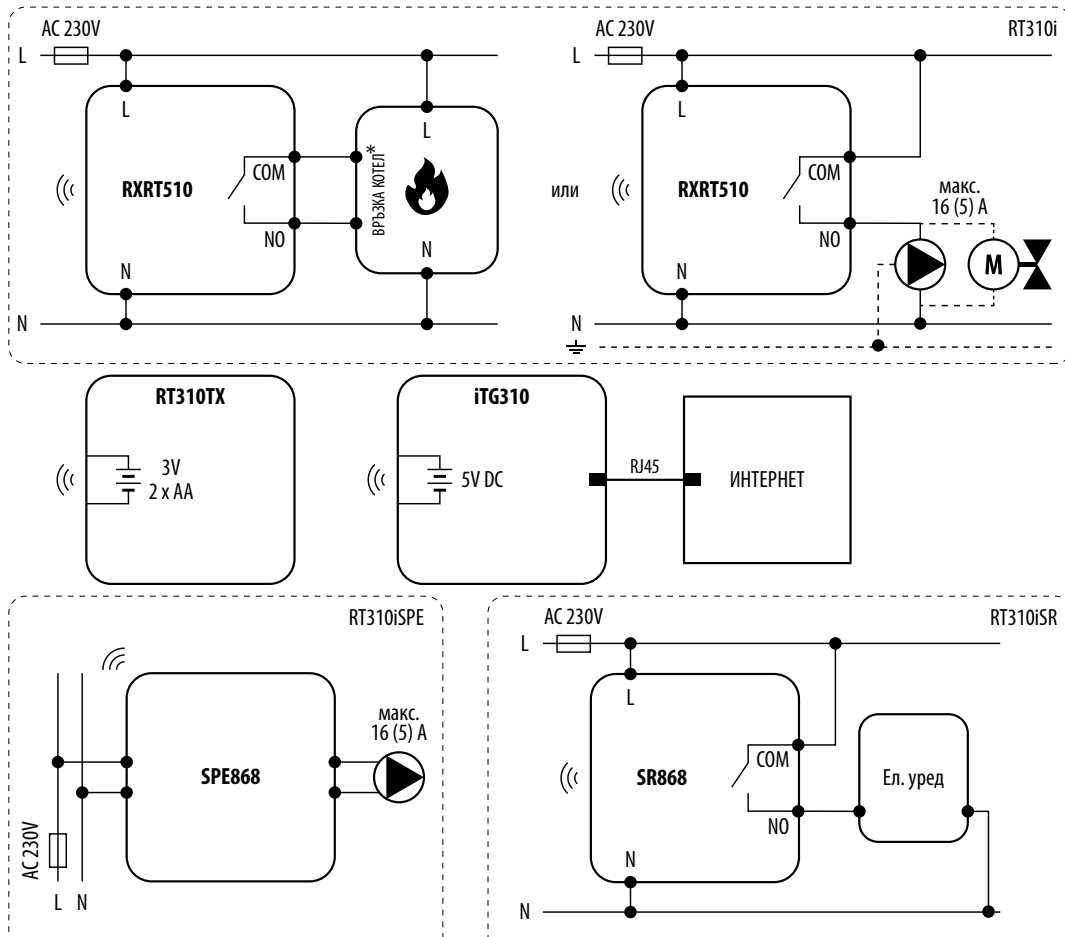 AC 230V
L
L
RXRT510
COM
NO
N
N
L
ВРЪЗКА КОТЕЛ*
N
или
AC 230V
RT310i
L
L
RXRT510
COM
NO
N
N
макс.
16 (5) A
M
RT310TX
3V
2 x AA
iTG310
5V DC
RJ45
ИНТЕРНЕТ
RT310iSPE
SPE868
макс.
16 (5) A
AC 230V
L N
AC 230V
RT310iSR
L
L
SR868
COM
NO
N
N
Ел. уред